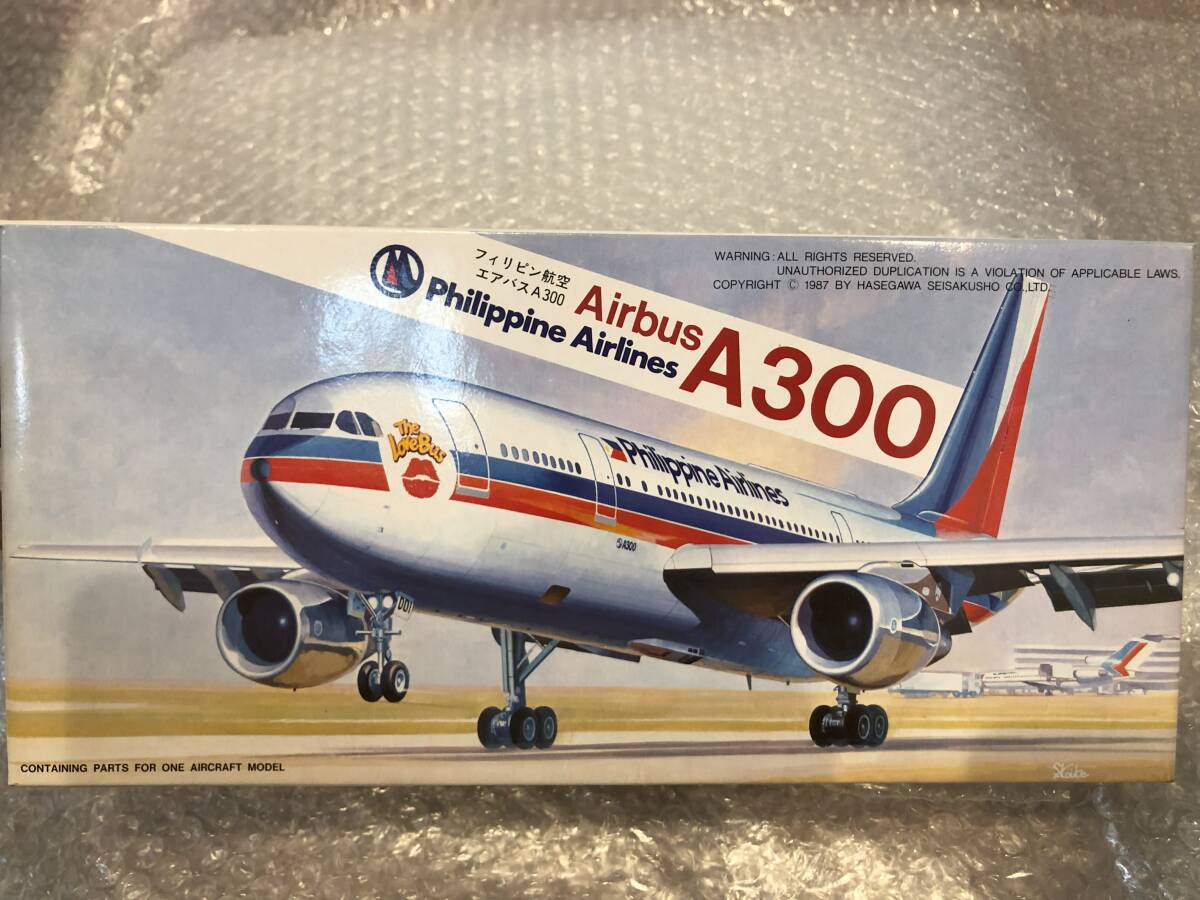 フィリピン航空
エアバスA300
Philippine Airlines
Airbus
A300
WARNING: ALL RIGHTS RESERVED.
UNAUTHORIZED DUPLICATION IS A VIOLATION OF APPLICABLE LAWS.
COPYRIGHT © 1987 BY HASEGAWA SEISAKUSHO CO., LTD.
The
LoveBus
Philippine Airlines
A300
001
CONTAINING PARTS FOR ONE AIRCRAFT MODEL